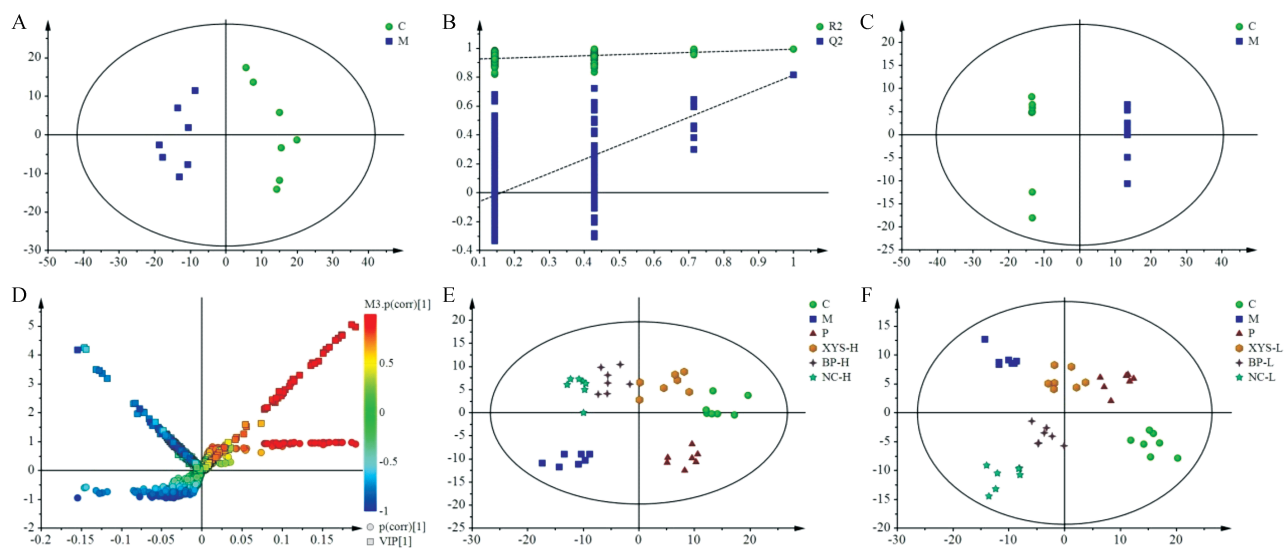 A
C
M
20
10
0
-10
-20
-30
-50 -40 -30 -20 -10 0 10 20 30 40
B
R2
Q2
1
0.8
0.6
0.4
0.2
0
-0.2
-0.4
0.1 0.2 0.3 0.4 0.5 0.6 0.7 0.8 0.9 1
C
C
M
25
20
15
10
5
0
-5
-10
-15
-20
-25
-50 -40 -30 -20 -10 0 10 20 30 40
D
M3.p(corr)[1]
5
4
3
2
1
0
-1
-2
-0.2 -0.15 -0.1 -0.05 0 0.05 0.1 0.15
0.5
0
-0.5
-1
p(corr)[1]
VIP[1]
E
C
M
P
XYS-H
BP-H
NC-H
20
15
10
5
0
-5
-10
-15
-20
-25
-30 -20 -10 0 10 20
F
C
M
P
XYS-L
BP-L
NC-L
15
10
5
0
-5
-10
-15
-20
-30 -20 -10 0 10 20